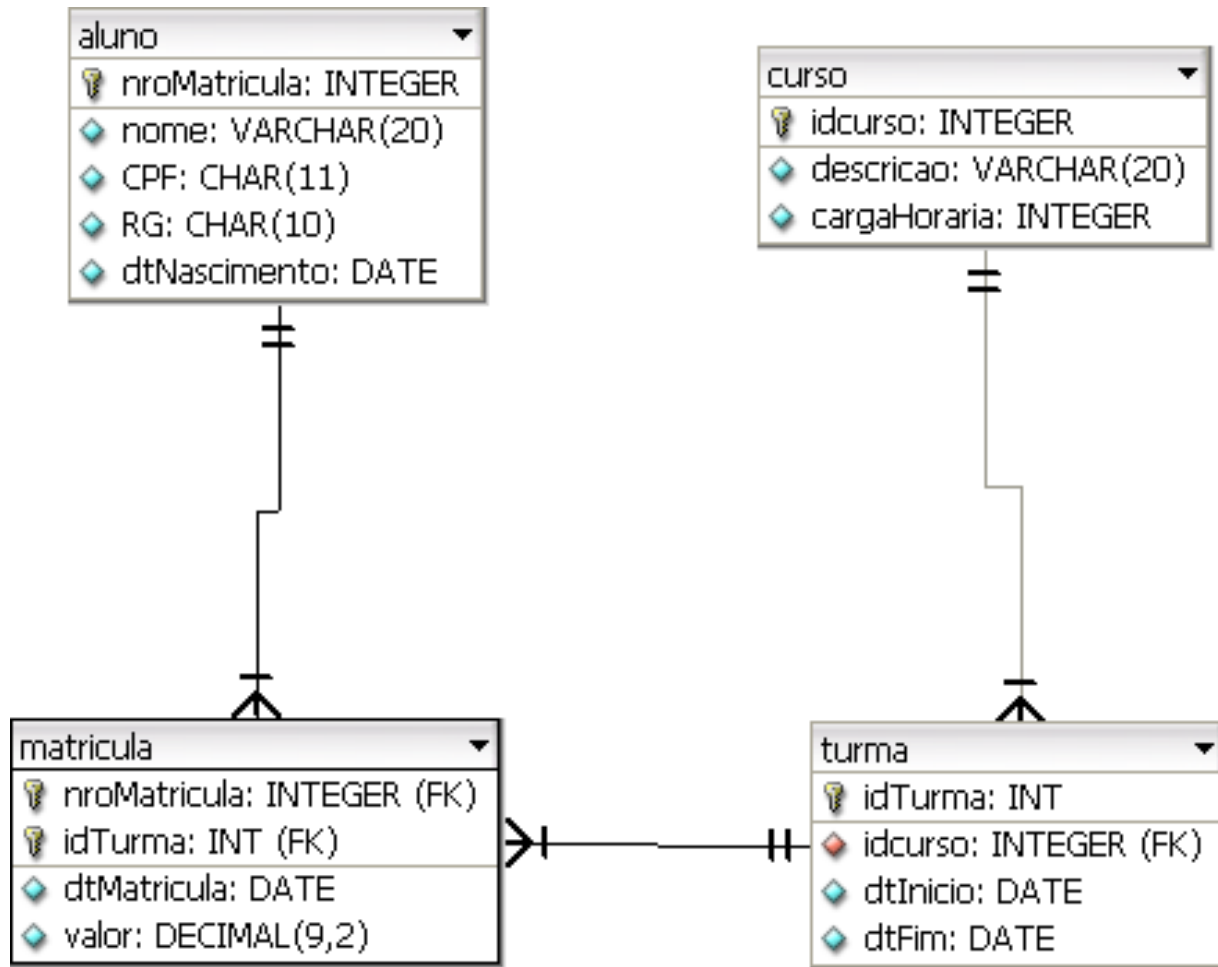 aluno
nroMatricula: INTEGER
nome: VARCHAR(20)
CPF: CHAR(11)
RG: CHAR(10)
dtNascimento: DATE
curso
idcurso: INTEGER
descricao: VARCHAR(20)
cargaHoraria: INTEGER
matricula
nroMatricula: INTEGER (FK)
idTurma: INT (FK)
dtMatricula: DATE
valor: DECIMAL(9,2)
turma
idTurma: INT
idcurso: INTEGER (FK)
dtInicio: DATE
dtFim: DATE